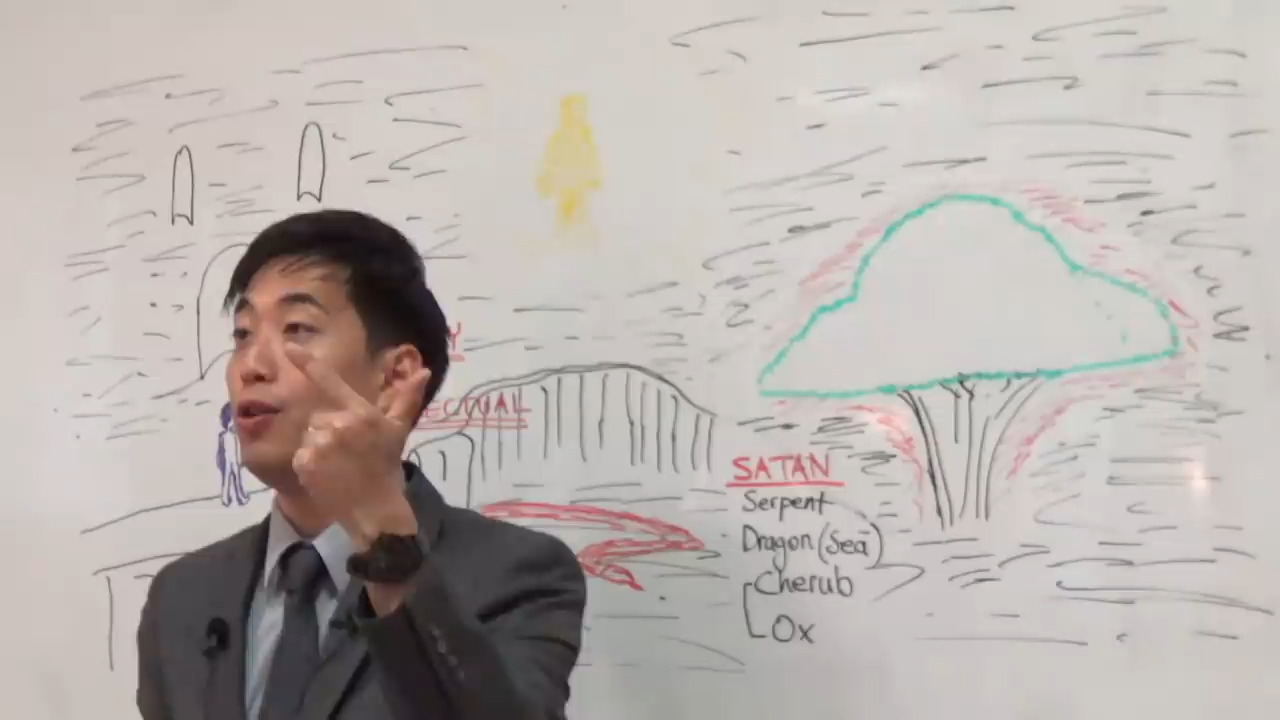 SATAN
Serpent
Dragon (Sea)
Cherub
Ox